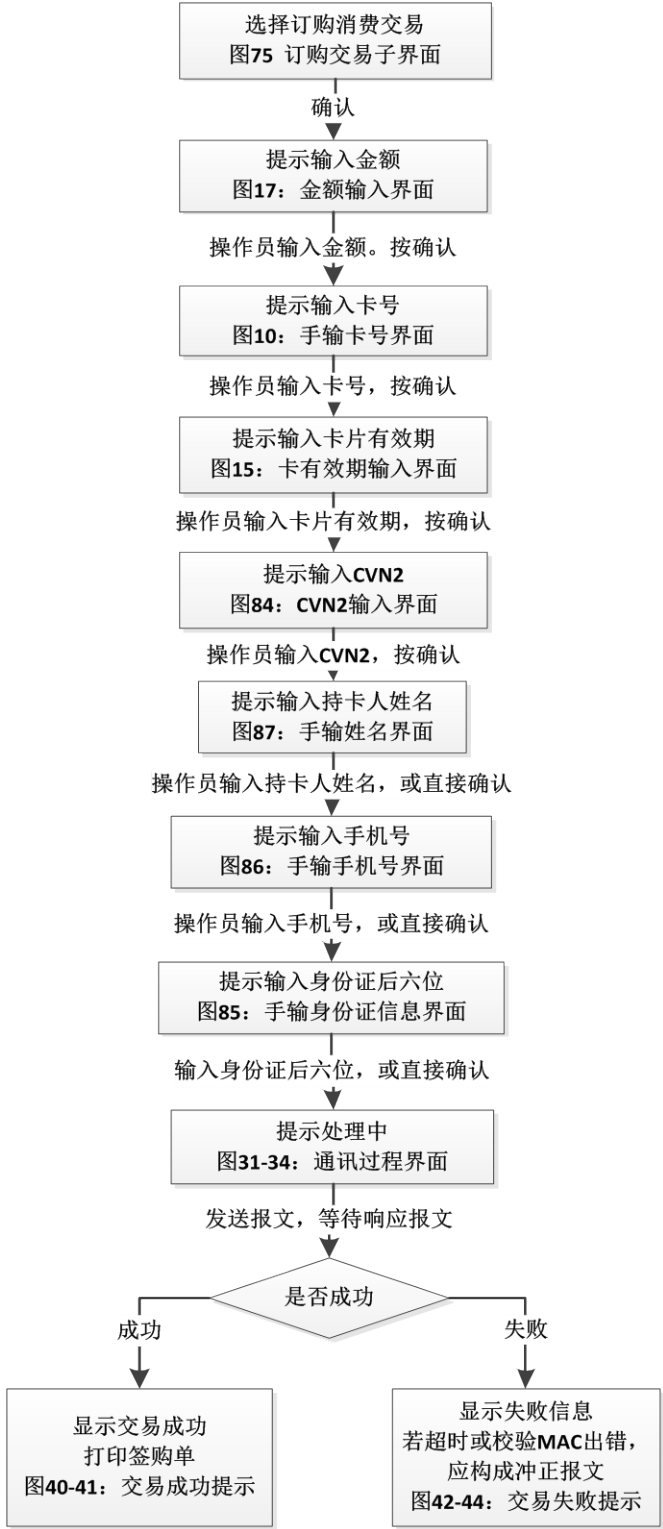 选择订购消费交易
图75 订购交易子界面
确认
提示输入金额
图17：金额输入界面
操作员输入金额。按确认
提示输入卡号
图10：手输卡号界面
操作员输入卡号，按确认
提示输入卡片有效期
图15：卡有效期输入界面
操作员输入卡片有效期，按确认
提示输入CVN2
图84：CVN2输入界面
操作员输入CVN2，按确认
提示输入持卡人姓名
图87：手输姓名界面
操作员输入持卡人姓名，或直接确认
提示输入手机号
图86：手输手机号界面
操作员输入手机号，或直接确认
提示输入身份证后六位
图85：手输身份证信息界面
输入身份证后六位，或直接确认
提示处理中
图31-34：通讯过程界面
发送报文，等待响应报文
是否成功
成功
失败
显示交易成功
打印签购单
图40-41：交易成功提示
显示失败信息
若超时或校验MAC出错，
应构成冲正报文
图42-44：交易失败提示